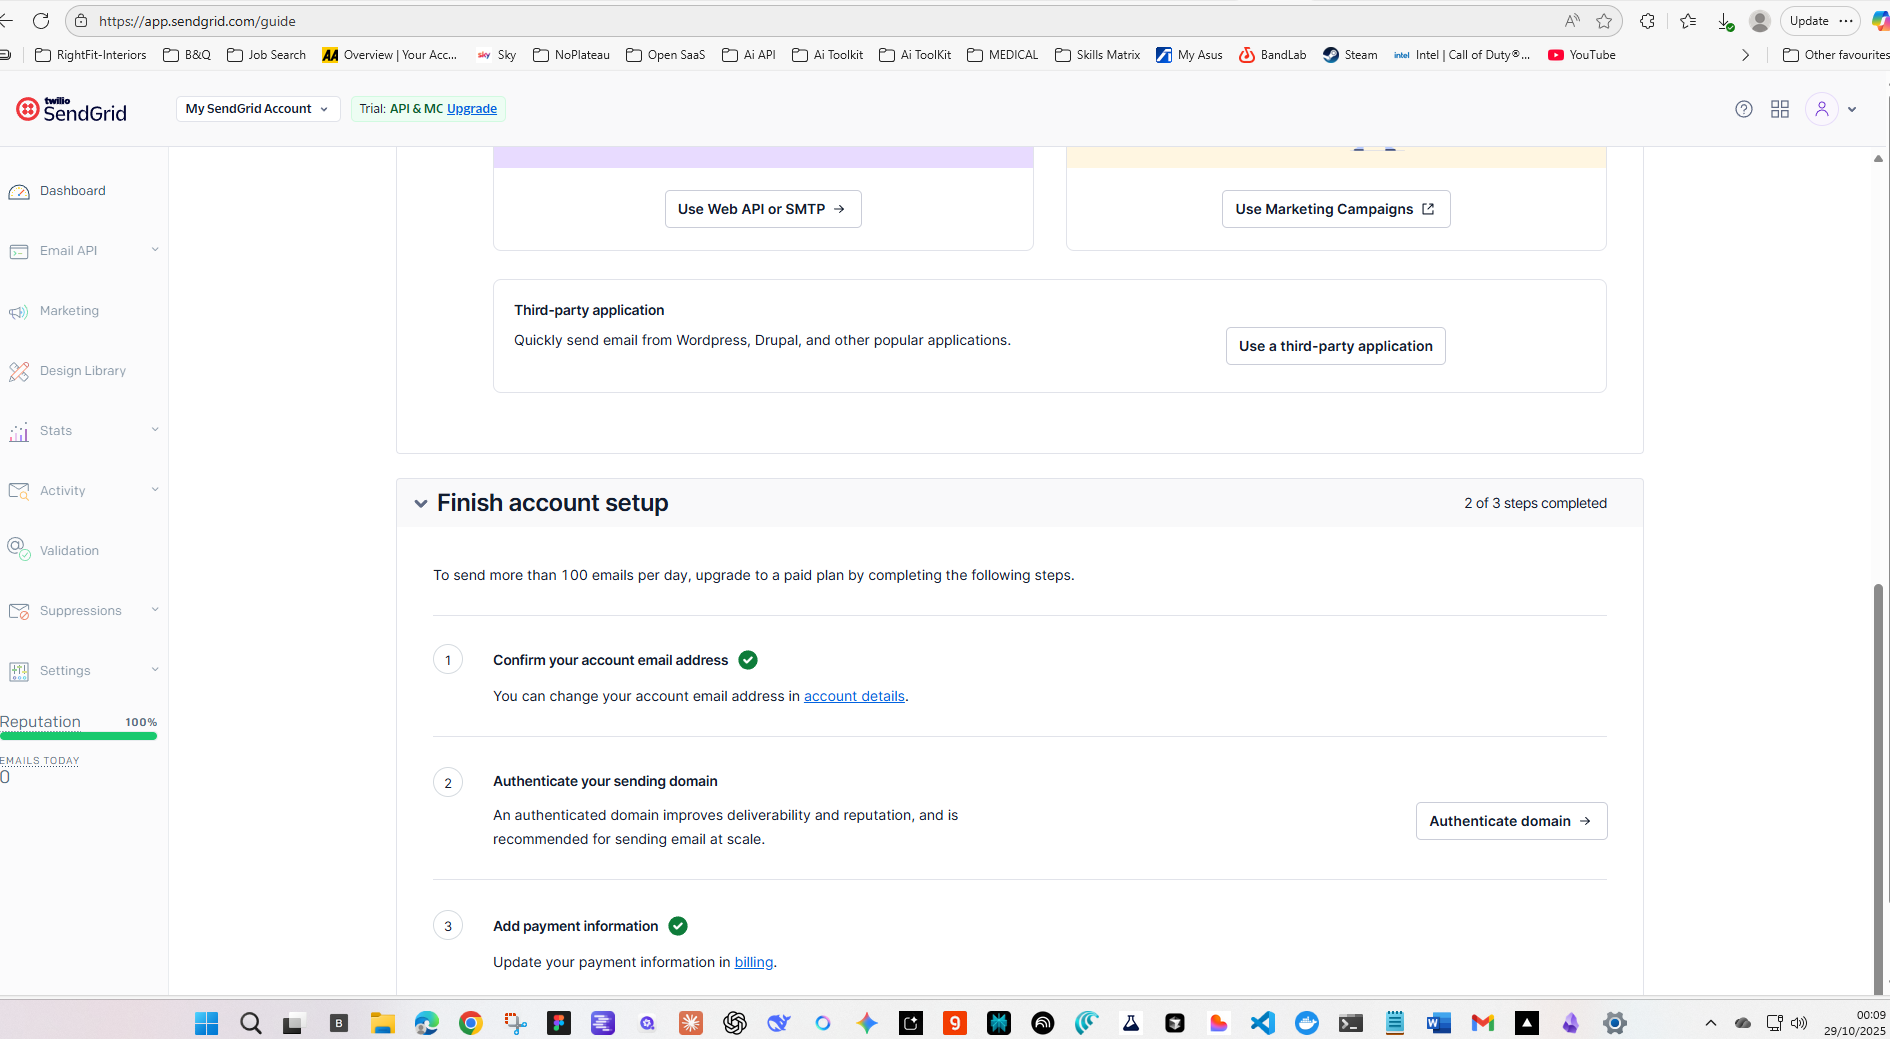 https://app.sendgrid.com/guide
Update
RightFit-Interiors
B&Q
Job Search
Overview | Your Acc...
Sky
NoPlateau
Open SaaS
Ai API
Ai Toolkit
Ai ToolKit
MEDICAL
Skills Matrix
My Asus
BandLab
Steam
Intel | Call of Duty®...
YouTube
Other favourites
twilio
SendGrid
My SendGrid Account
Trial: API & MC Upgrade
Dashboard
Email API
Marketing
Design Library
Stats
Activity
Validation
Suppressions
Settings
Reputation 100%
EMAILS TODAY
0
Use Web API or SMTP →
Use Marketing Campaigns
Third-party application
Quickly send email from Wordpress, Drupal, and other popular applications.
Use a third-party application
Finish account setup
2 of 3 steps completed
To send more than 100 emails per day, upgrade to a paid plan by completing the following steps.
1
Confirm your account email address
You can change your account email address in account details.
2
Authenticate your sending domain
An authenticated domain improves deliverability and reputation, and is
recommended for sending email at scale.
Authenticate domain →
3
Add payment information
Update your payment information in billing.
00:09
29/10/2025